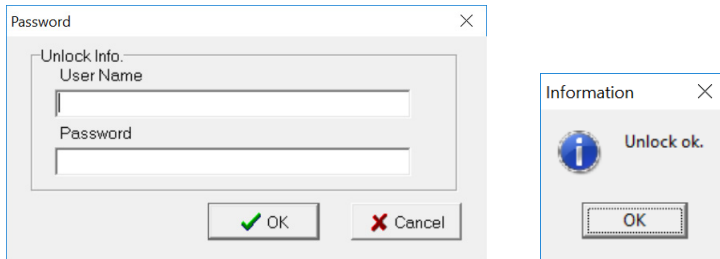 Password
Unlock Info.
User Name
Password
OK
Cancel
Information
Unlock ok.
OK